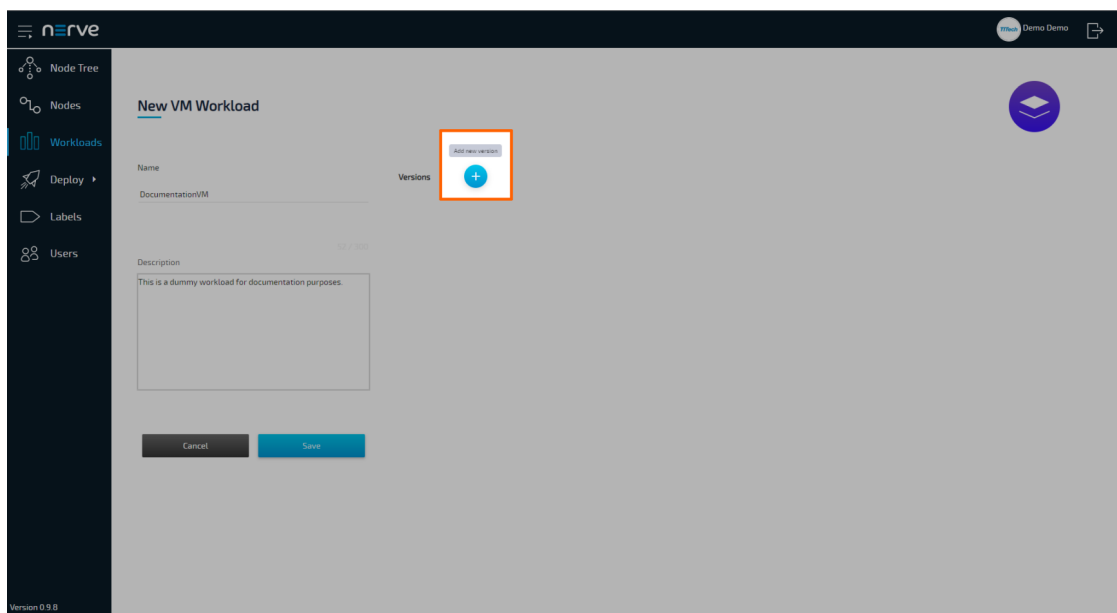 nerve
TTTech
Demo Demo
Node Tree
Nodes
Workloads
Deploy
Labels
Users
New VM Workload
Add new version
Name
Versions
DocumentationVM
Description
This is a dummy workload for documentation purposes.
Cancel
Save
Version 0.9.8